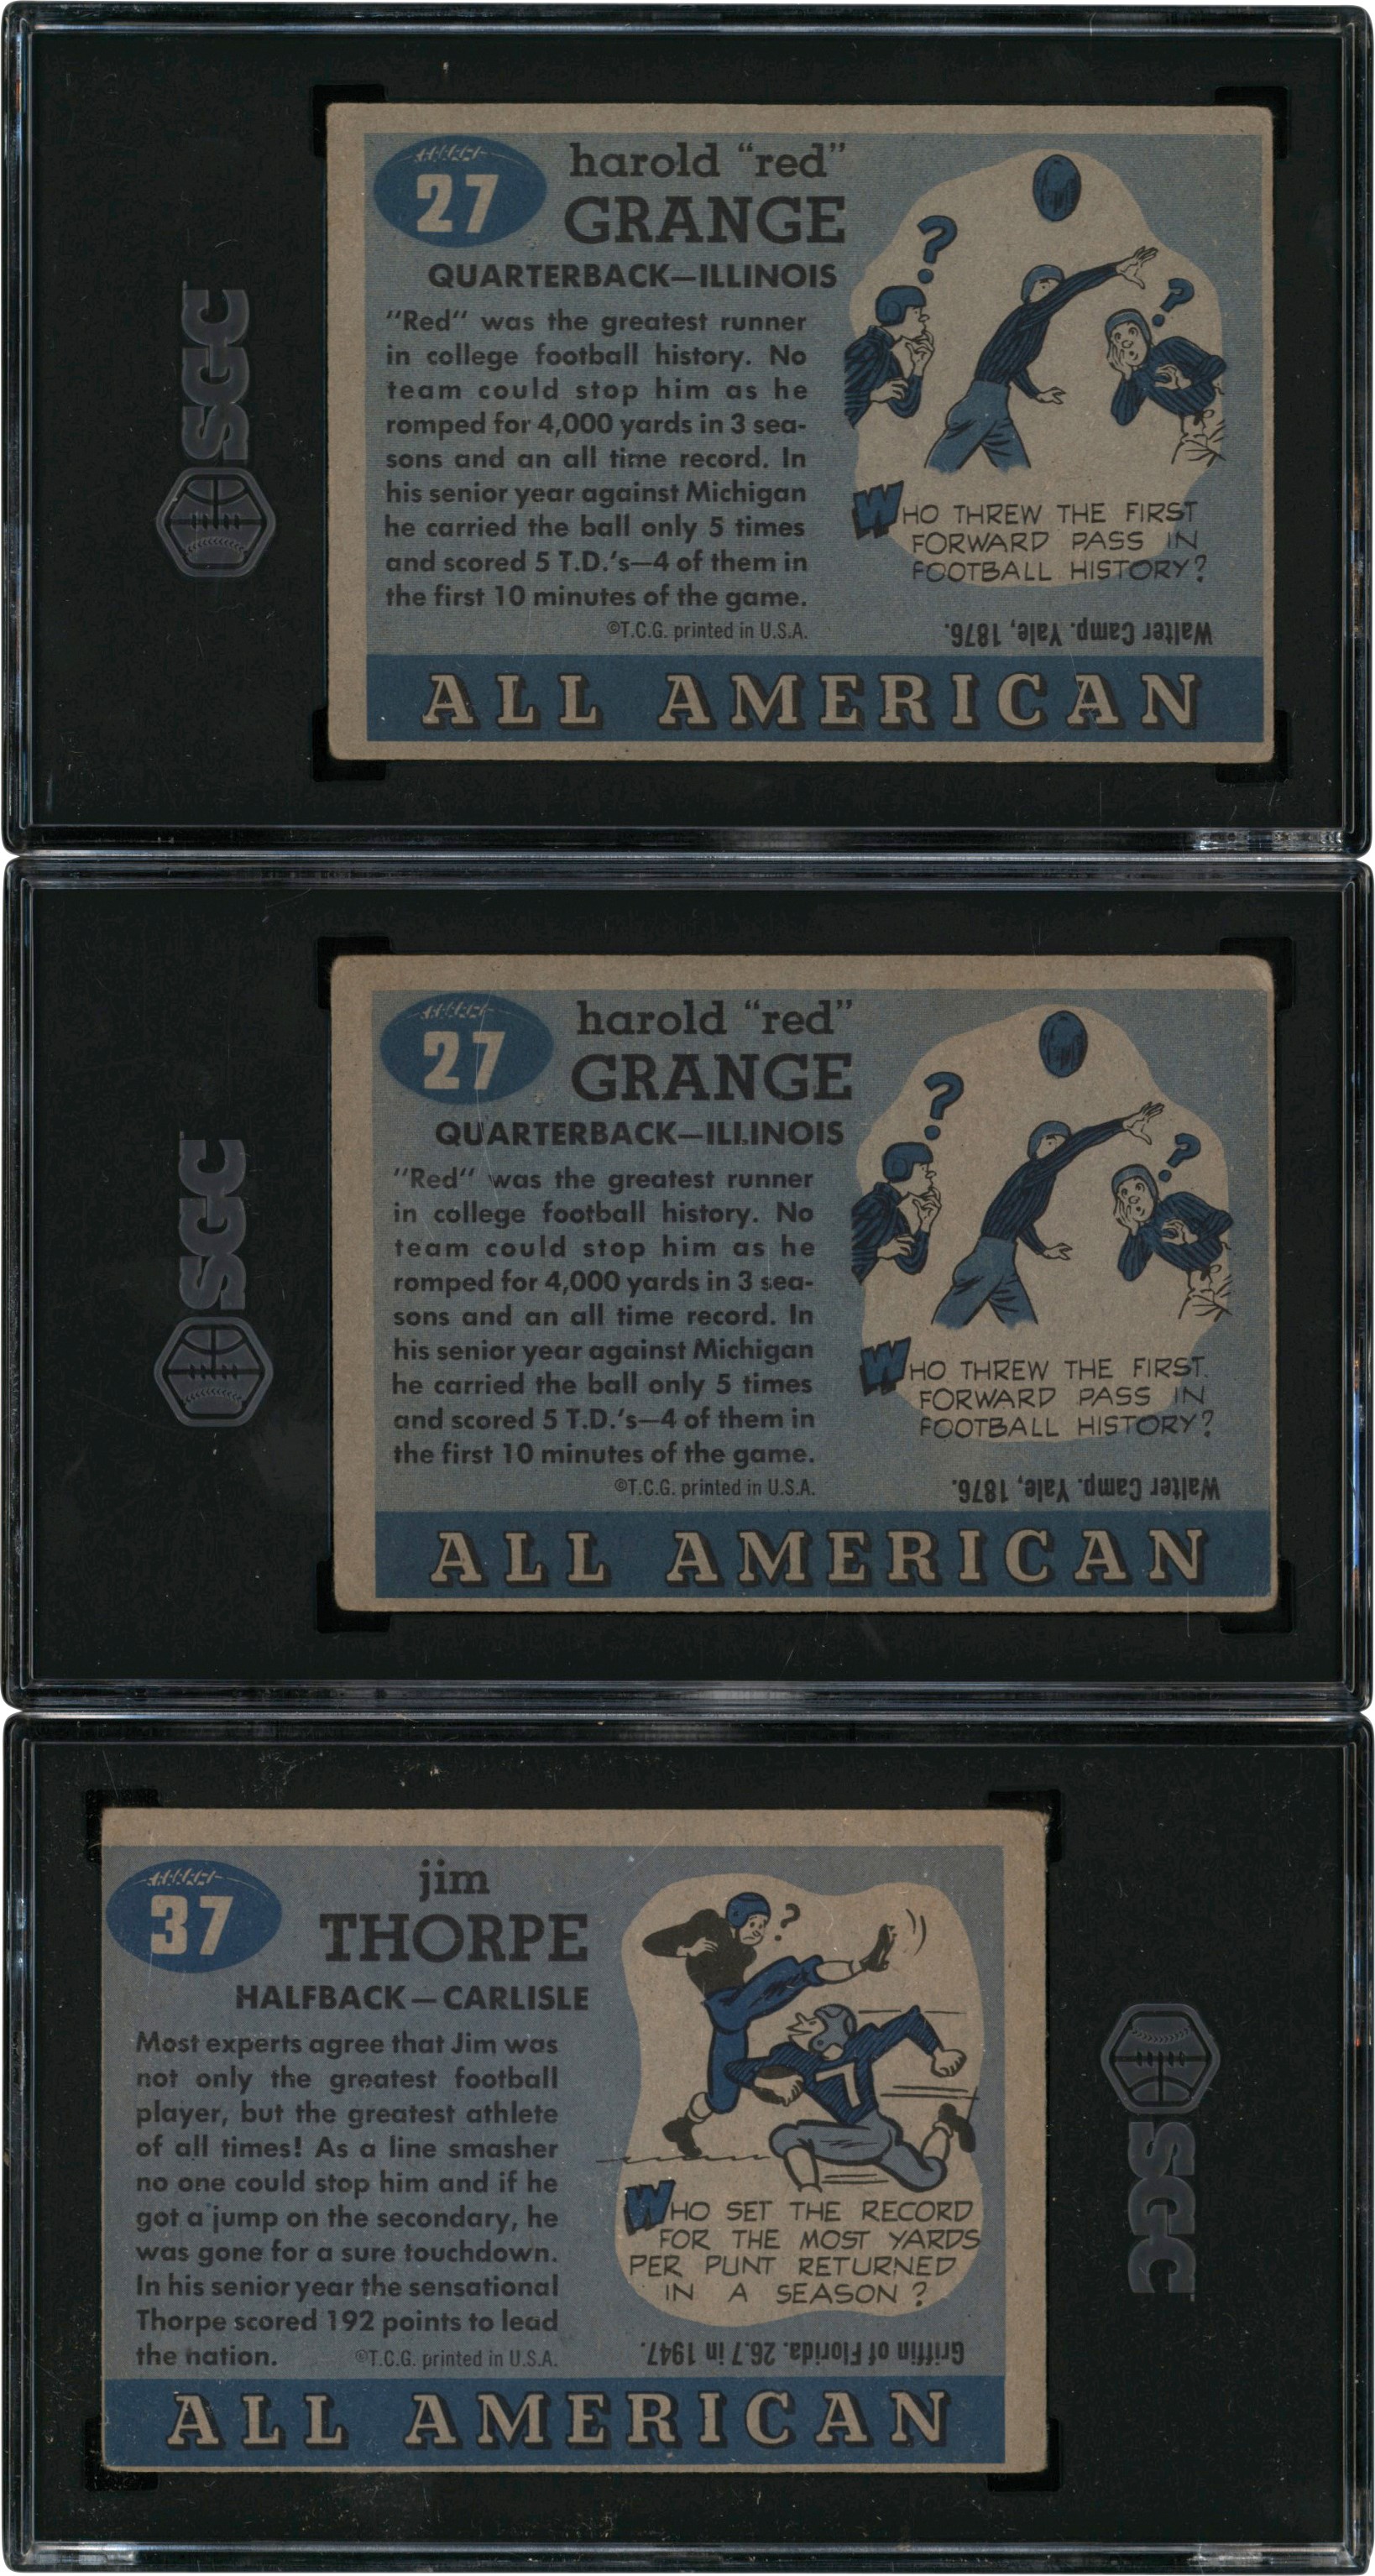 SGC
27
harold "red"
GRANGE
QUARTERBACK—ILLINOIS
"Red" was the greatest runner
in college football history. No
team could stop him as he
romped for 4,000 yards in 3 sea-
sons and an all time record. In
his senior year against Michigan
he carried the ball only 5 times
and scored 5 T.D.'s—4 of them in
the first 10 minutes of the game.
©T.C.G. printed in U.S.A.
WHO THREW THE FIRST
FORWARD PASS IN
FOOTBALL HISTORY?
Walter Camp. Yale, 1876.
ALL AMERICAN
SGC
27
harold "red"
GRANGE
QUARTERBACK—ILLINOIS
"Red" was the greatest runner
in college football history. No
team could stop him as he
romped for 4,000 yards in 3 sea-
sons and an all time record. In
his senior year against Michigan
he carried the ball only 5 times
and scored 5 T.D.'s—4 of them in
the first 10 minutes of the game.
©T.C.G. printed in U.S.A.
WHO THREW THE FIRST
FORWARD PASS IN
FOOTBALL HISTORY?
Walter Camp. Yale, 1876.
ALL AMERICAN
37
jim
THORPE
HALFBACK—CARLISLE
Most experts agree that Jim was
not only the greatest football
player, but the greatest athlete
of all times! As a line smasher
no one could stop him and if he
got a jump on the secondary, he
was gone for a sure touchdown.
In his senior year the sensational
Thorpe scored 192 points to lead
the nation.
©T.C.G. printed in U.S.A.
7
WHO SET THE RECORD
FOR THE MOST YARDS
PER PUNT RETURNED
IN A SEASON?
Griffin of Florida. 26.7 in 1947.
ALL AMERICAN
SGC